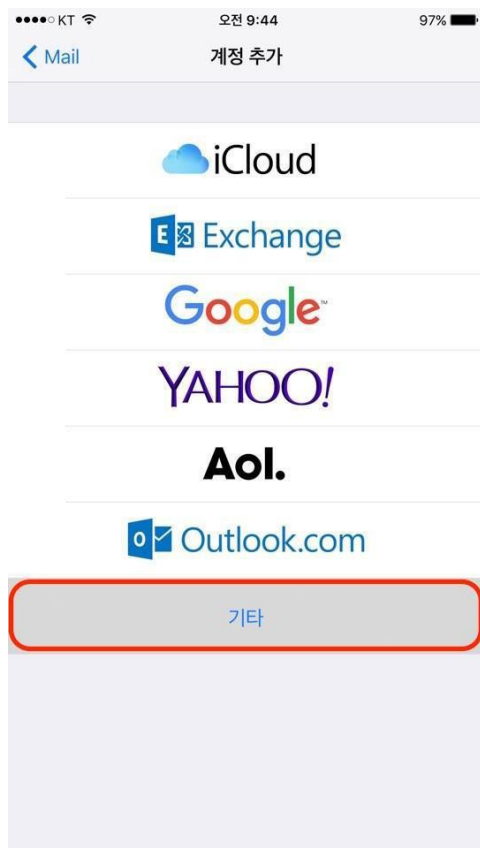 KT 오전 9:44 97%
Mail 계정 추가
iCloud
E Exchange
Google™
YAHOO!
Aol.
o Outlook.com
기타